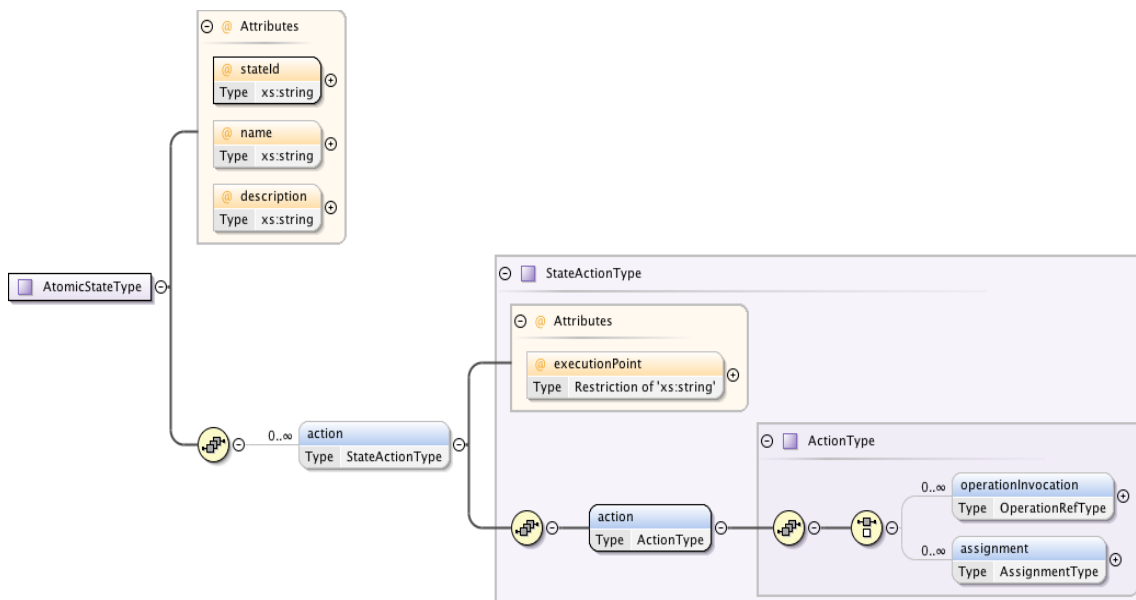 @ Attributes
@ stateId
Type xs:string
@ name
Type xs:string
@ description
Type xs:string
AtomicStateType
StateActionType
@ Attributes
@ executionPoint
Type Restriction of 'xs:string'
0..∞ action
Type StateActionType
ActionType
0..∞ operationInvocation
Type OperationRefType
action
Type ActionType
0..∞ assignment
Type AssignmentType